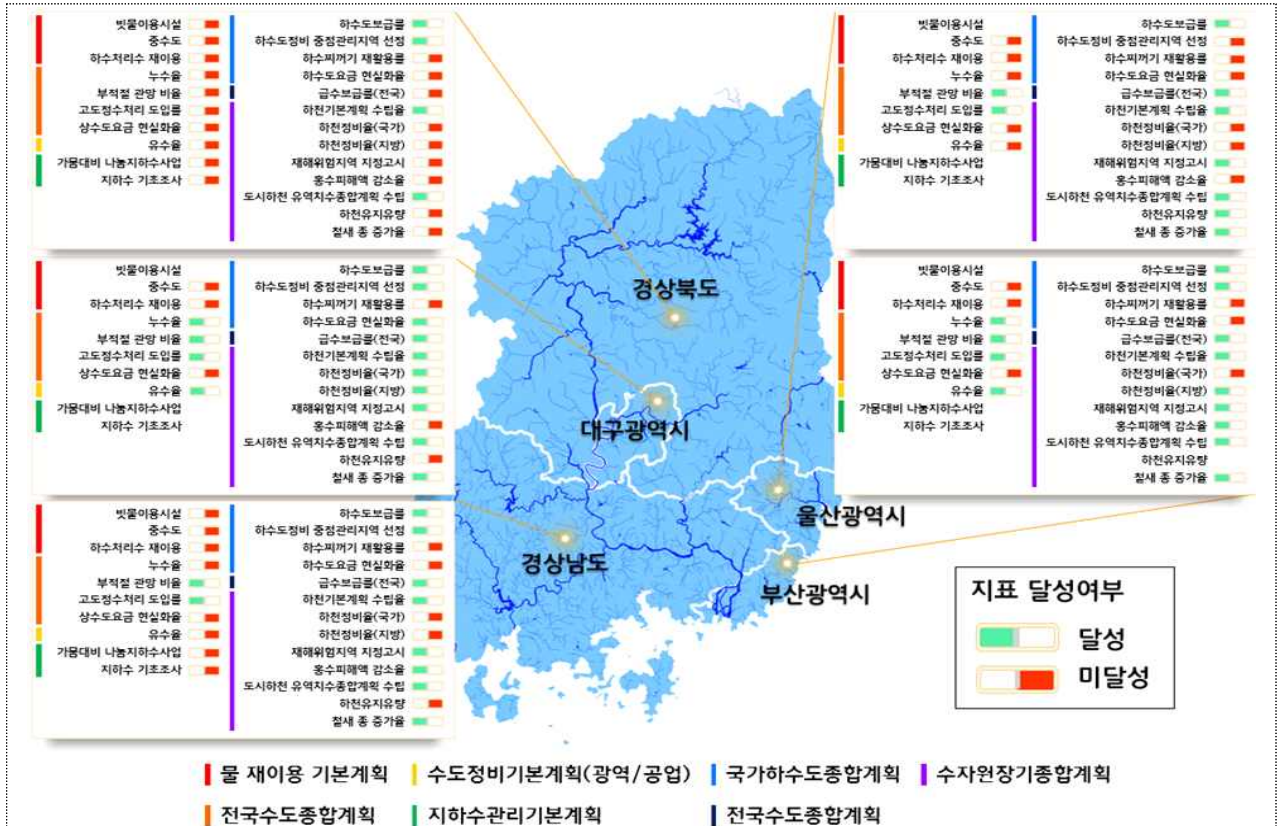 빗물이용시설
중수도
하수처리수 재이용
누수율
부적절 관망 비율
고도정수처리 도입률
상수도요금 현실화율
유수율
가뭄대비 나눔지하수사업
지하수 기초조사
하수도보급률
하수도정비 중점관리지역 선정
하수찌꺼기 재활용률
하수도요금 현실화율
급수보급률(전국)
하천기본계획 수립율
하천정비율(국가)
하천정비율(지방)
재해위험지역 지정고시
홍수피해액 감소율
도시하천 유역치수종합계획 수립
하천유지유량
철새 종 증가율
빗물이용시설
중수도
하수처리수 재이용
누수율
부적절 관망 비율
고도정수처리 도입률
상수도요금 현실화율
유수율
가뭄대비 나눔지하수사업
지하수 기초조사
하수도보급률
하수도정비 중점관리지역 선정
하수찌꺼기 재활용률
하수도요금 현실화율
급수보급률(전국)
하천기본계획 수립율
하천정비율(국가)
하천정비율(지방)
재해위험지역 지정고시
홍수피해액 감소율
도시하천 유역치수종합계획 수립
하천유지유량
철새 종 증가율
빗물이용시설
중수도
하수처리수 재이용
누수율
부적절 관망 비율
고도정수처리 도입률
상수도요금 현실화율
유수율
가뭄대비 나눔지하수사업
지하수 기초조사
하수도보급률
하수도정비 중점관리지역 선정
하수찌꺼기 재활용률
하수도요금 현실화율
급수보급률(전국)
하천기본계획 수립율
하천정비율(국가)
하천정비율(지방)
재해위험지역 지정고시
홍수피해액 감소율
도시하천 유역치수종합계획 수립
하천유지유량
철새 종 증가율
빗물이용시설
중수도
하수처리수 재이용
누수율
부적절 관망 비율
고도정수처리 도입률
상수도요금 현실화율
유수율
가뭄대비 나눔지하수사업
지하수 기초조사
하수도보급률
하수도정비 중점관리지역 선정
하수찌꺼기 재활용률
하수도요금 현실화율
급수보급률(전국)
하천기본계획 수립율
하천정비율(국가)
하천정비율(지방)
재해위험지역 지정고시
홍수피해액 감소율
도시하천 유역치수종합계획 수립
하천유지유량
철새 종 증가율
빗물이용시설
중수도
하수처리수 재이용
누수율
부적절 관망 비율
고도정수처리 도입률
상수도요금 현실화율
유수율
가뭄대비 나눔지하수사업
지하수 기초조사
하수도보급률
하수도정비 중점관리지역 선정
하수찌꺼기 재활용률
하수도요금 현실화율
급수보급률(전국)
하천기본계획 수립율
하천정비율(국가)
하천정비율(지방)
재해위험지역 지정고시
홍수피해액 감소율
도시하천 유역치수종합계획 수립
하천유지유량
철새 종 증가율
경상북도
대구광역시
울산광역시
경상남도
부산광역시
지표 달성여부
달성
미달성
물 재이용 기본계획
수도정비기본계획(광역/공업)
국가하수도종합계획
수자원장기종합계획
전국수도종합계획
지하수관리기본계획
전국수도종합계획